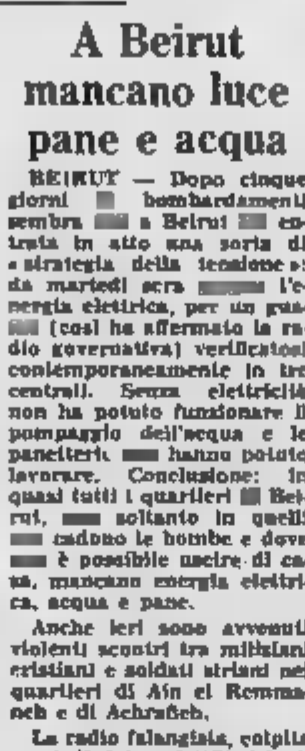 A Beirut
mancano luce
pane e acqua
BEIRUT — Dopo cinque
giorni bombardamenti
sembra a Beirut en-
trata in atto una sorta di
«strategia della tensione»:
da martedì sera l'e-
nergia elettrica, per un gua-
(così ha affermato la ra-
dio governativa) verificatosi
contemporaneamente in tre
centrali. Senza elettricità
non ha potuto funzionare il
pompaggio dell'acqua e le
panetterie hanno potuto
lavorare. Conclusione: in
quasi tutti i quartieri Bei-
rut, soltanto in quelli
cadono le bombe e dove
è possibile uscire di ca-
sa, mancano energia elettri-
ca, acqua e pane.
Anche ieri sono avvenuti
violenti scontri tra miliziani
cristiani e soldati siriani nei
quartieri di Ain el Remma-
neh e di Achrafieh.
La radio falangista, colpita